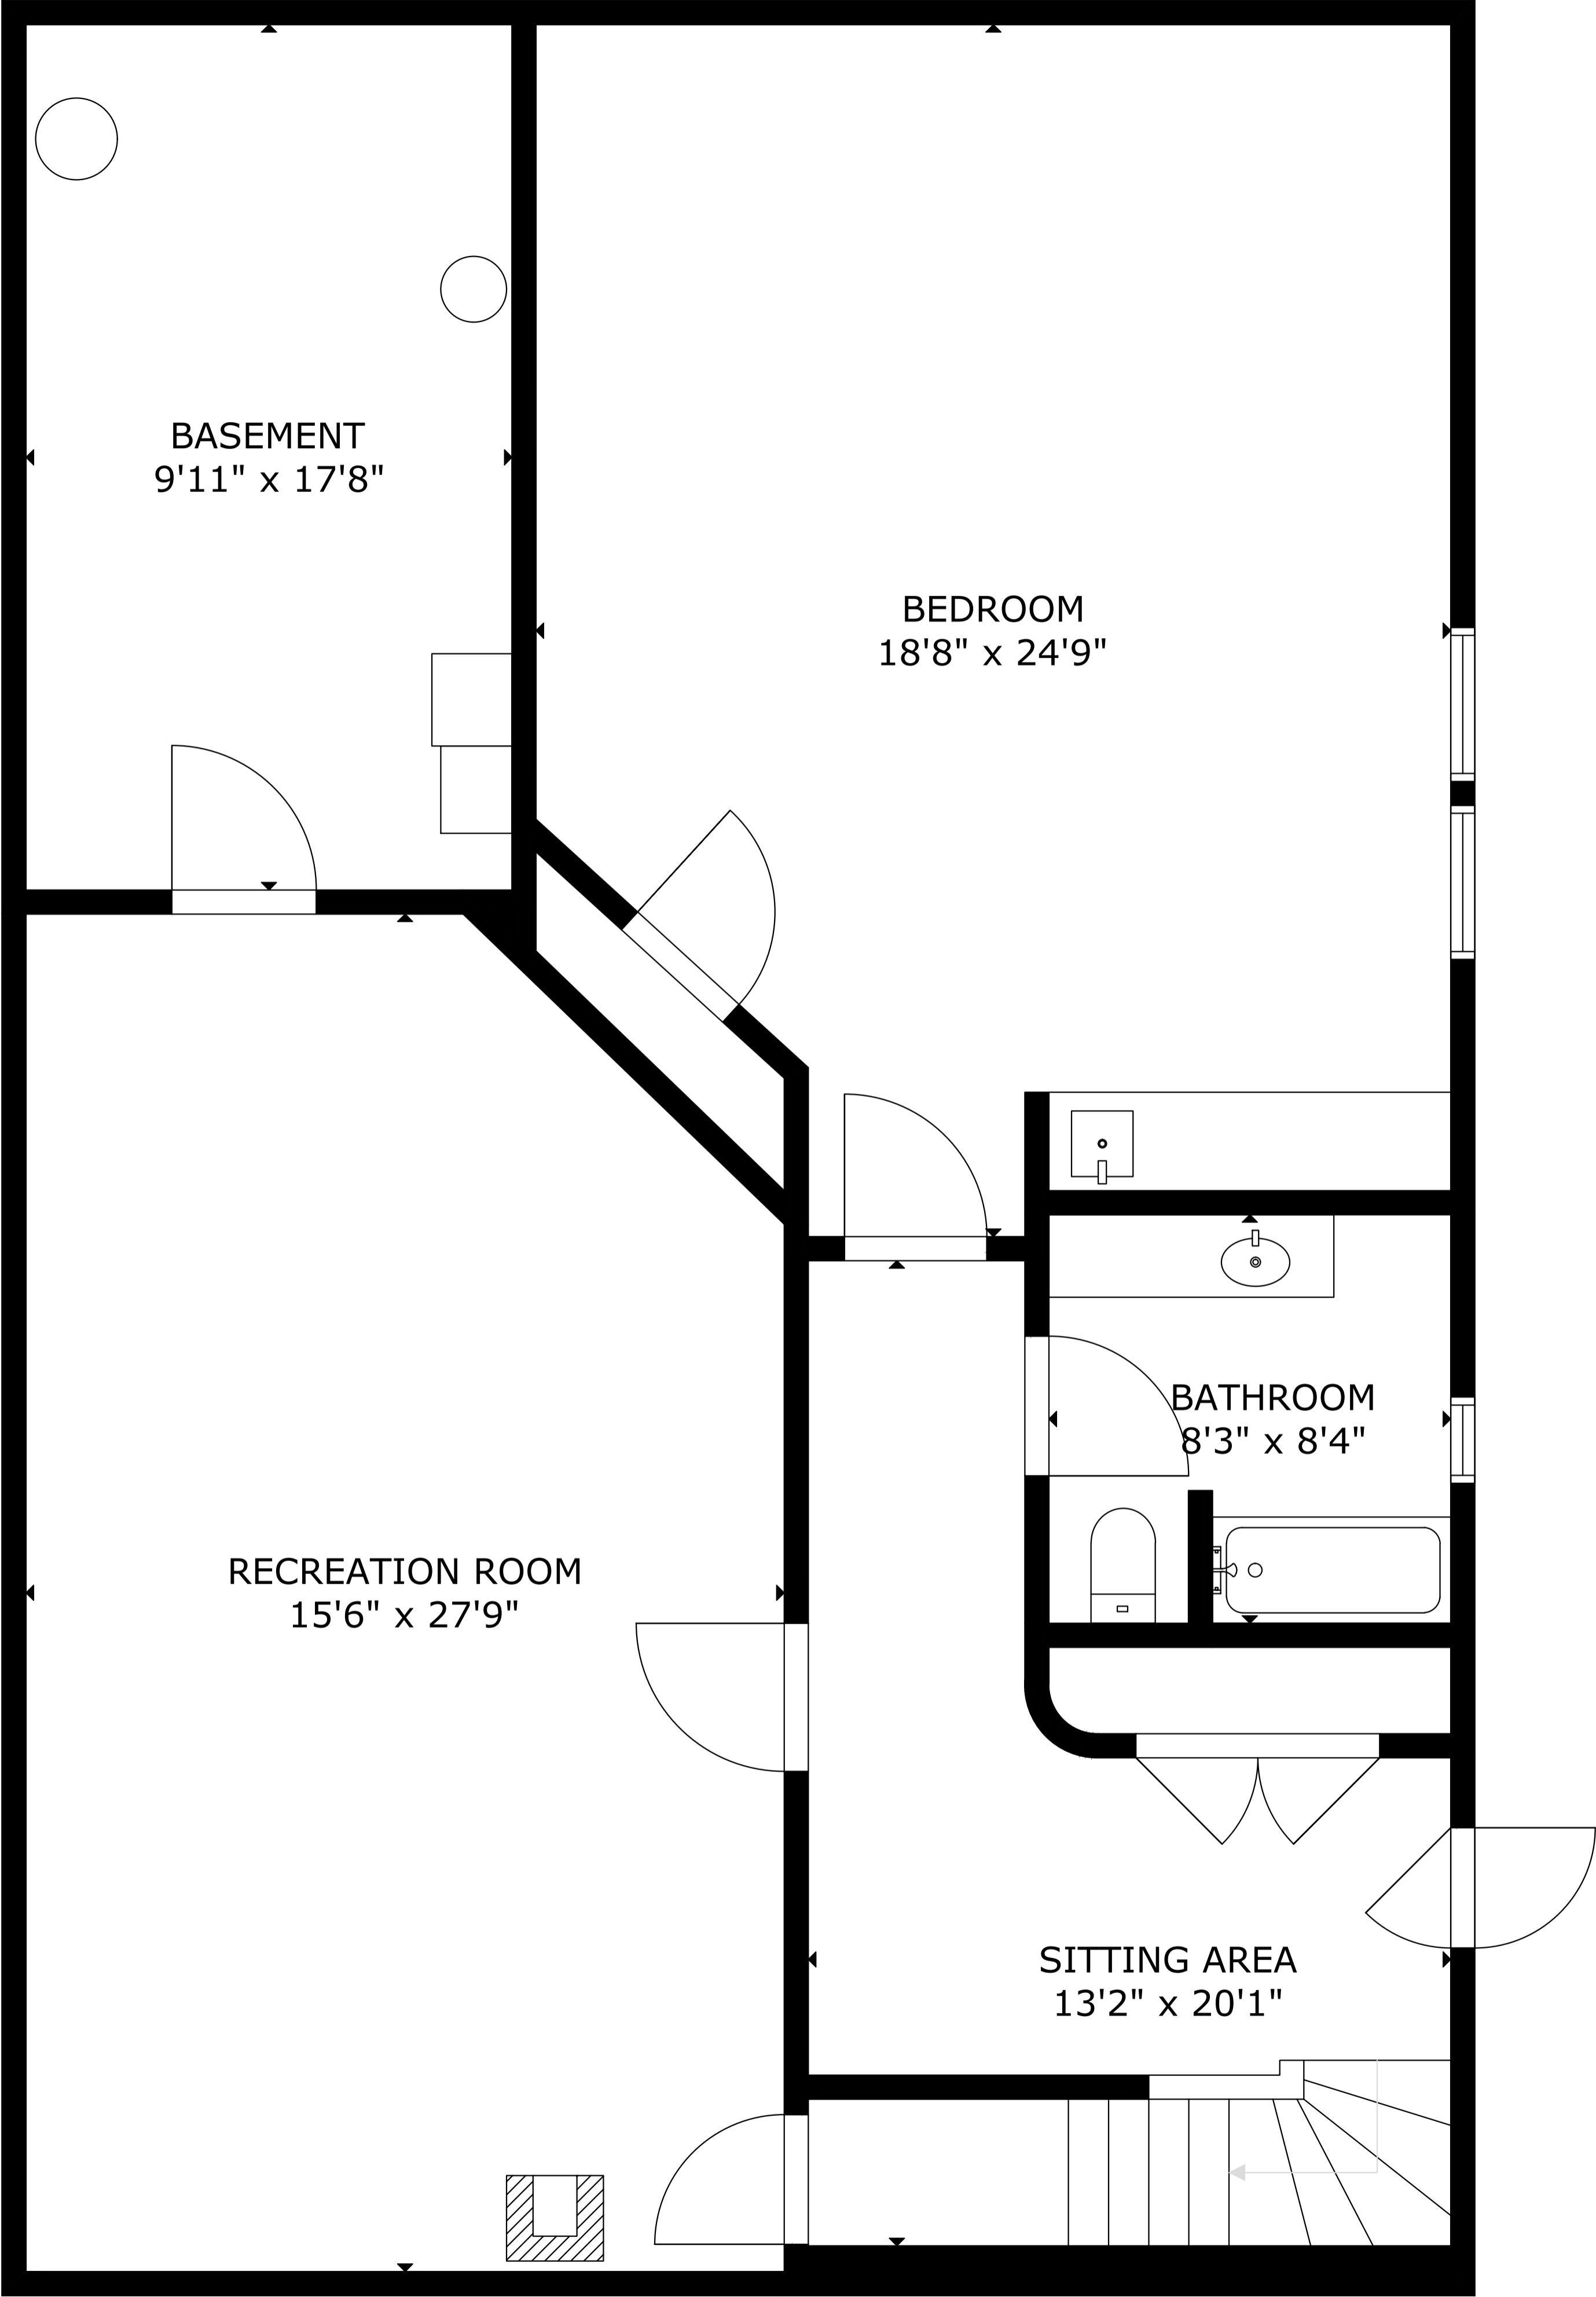 BASEMENT
9'11" x 17'8"
BEDROOM
18'8" x 24'9"
BATHROOM
8'3" x 8'4"
RECREATION ROOM
15'6" x 27'9"
SITTING AREA
13'2" x 20'1"